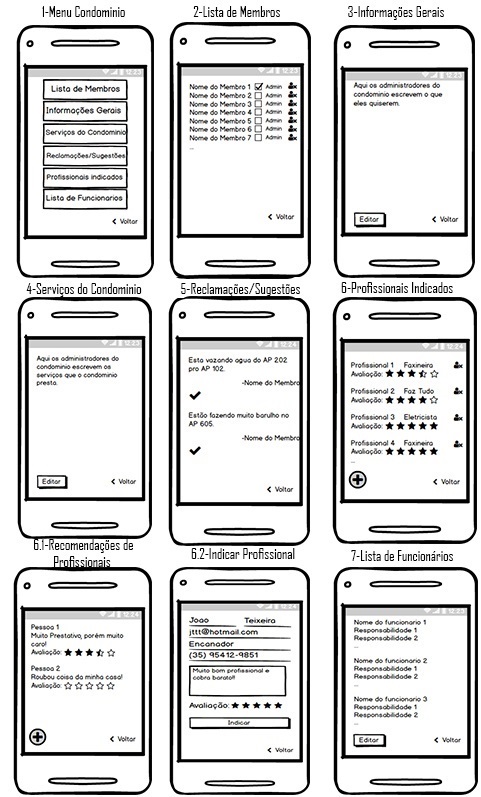 1-Menu Condominio
12:23
Lista de Membros
Informações Gerais
Serviços do Condominio
Reclamações/Sugestões
Profissionais indicados
Lista de Funcionarios
Voltar
2-Lista de Membros
12:23
Nome do Membro 1 Admin
Nome do Membro 2 Admin
Nome do Membro 3 Admin
Nome do Membro 4 Admin
Nome do Membro 5 Admin
Nome do Membro 6 Admin
Nome do Membro 7 Admin
...
Voltar
3-Informações Gerais
12:23
Aqui os administradores do
condominio escrevem o que
eles quiserem.
Editar Voltar
4-Serviços do Condominio
12:23
Aqui os administradores do
condominio escrevem os
serviços que o condominio
presta.
Editar Voltar
5-Reclamações/Sugestões
12:24
Esta vazando agua do AP 202
pro AP 102.
-Nome do Membro
Estão fazendo muito barulho no
AP 605.
-Nome do Membro
Voltar
6-Profissionais Indicados
12:24
Profissional 1 Faxineira
Avaliação:
Profissional 2 Faz Tudo
Avaliação:
Profissional 3 Eletricista
Avaliação:
Profissional 4 Faxineira
Avaliação:
...
Voltar
6.1-Recomendações de
Profissionais
Pessoa 1
Muito Prestativo, porém muito
caro!
Avaliação:
Pessoa 2
Roubou coisa da minha casa!
Avaliação:
Voltar
6.2-Indicar Profissional
Joao Teixeira
jttt@hotmail.com
Encanador
(35) 95412-9851
Muito bom profissional e
cobra barato!!
Avaliação:
Indicar
Voltar
7-Lista de Funcionários
Nome do funcionario 1
Responsabilidade 1
Responsabilidade 2
...
Nome do funcionario 2
Responsabilidade 1
Responsabilidade 2
...
Nome do funcionario 3
Responsabilidade 1
Responsabilidade 2
...
Editar Voltar